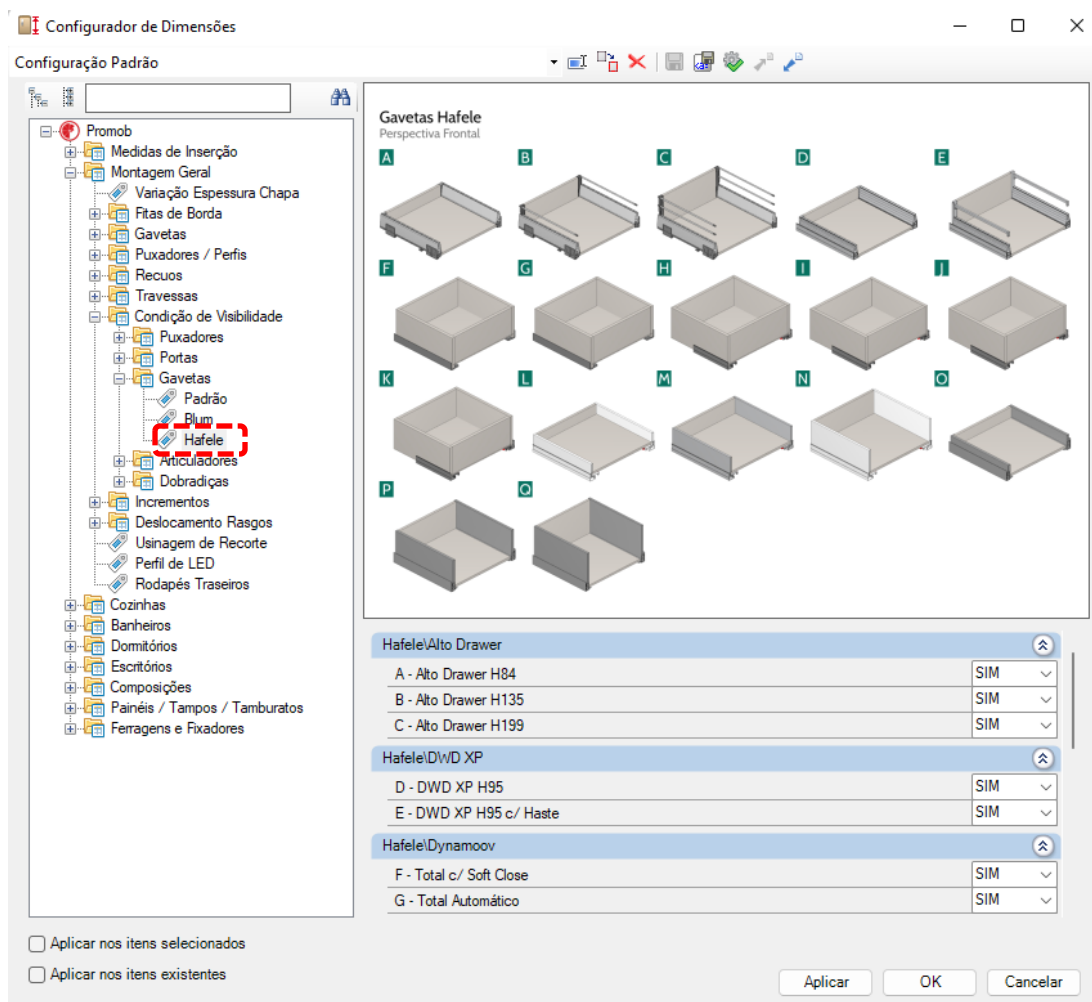 Configurador de Dimensões
Configuração Padrão
Promob
Medidas de Inserção
Montagem Geral
Variação Espessura Chapa
Fitas de Borda
Gavetas
Puxadores / Perfis
Recuos
Travessas
Condição de Visibilidade
Puxadores
Portas
Gavetas
Padrão
Blum
Hafele
Articuladores
Dobradiças
Incrementos
Deslocamento Rasgos
Usinagem de Recorte
Perfil de LED
Rodapés Traseiros
Cozinhas
Banheiros
Dormitórios
Escritórios
Composições
Painéis / Tampos / Tamburatos
Ferragens e Fixadores
Gavetas Hafele
Perspectiva Frontal
A B C D E
F G H I J
K L M N O
P Q
Hafele\Alto Drawer
A - Alto Drawer H84 SIM
B - Alto Drawer H135 SIM
C - Alto Drawer H199 SIM
Hafele\DWD XP
D - DWD XP H95 SIM
E - DWD XP H95 c/ Haste SIM
Hafele\Dynamoov
F - Total c/ Soft Close SIM
G - Total Automático SIM
Aplicar nos itens selecionados
Aplicar nos itens existentes
Aplicar OK Cancelar